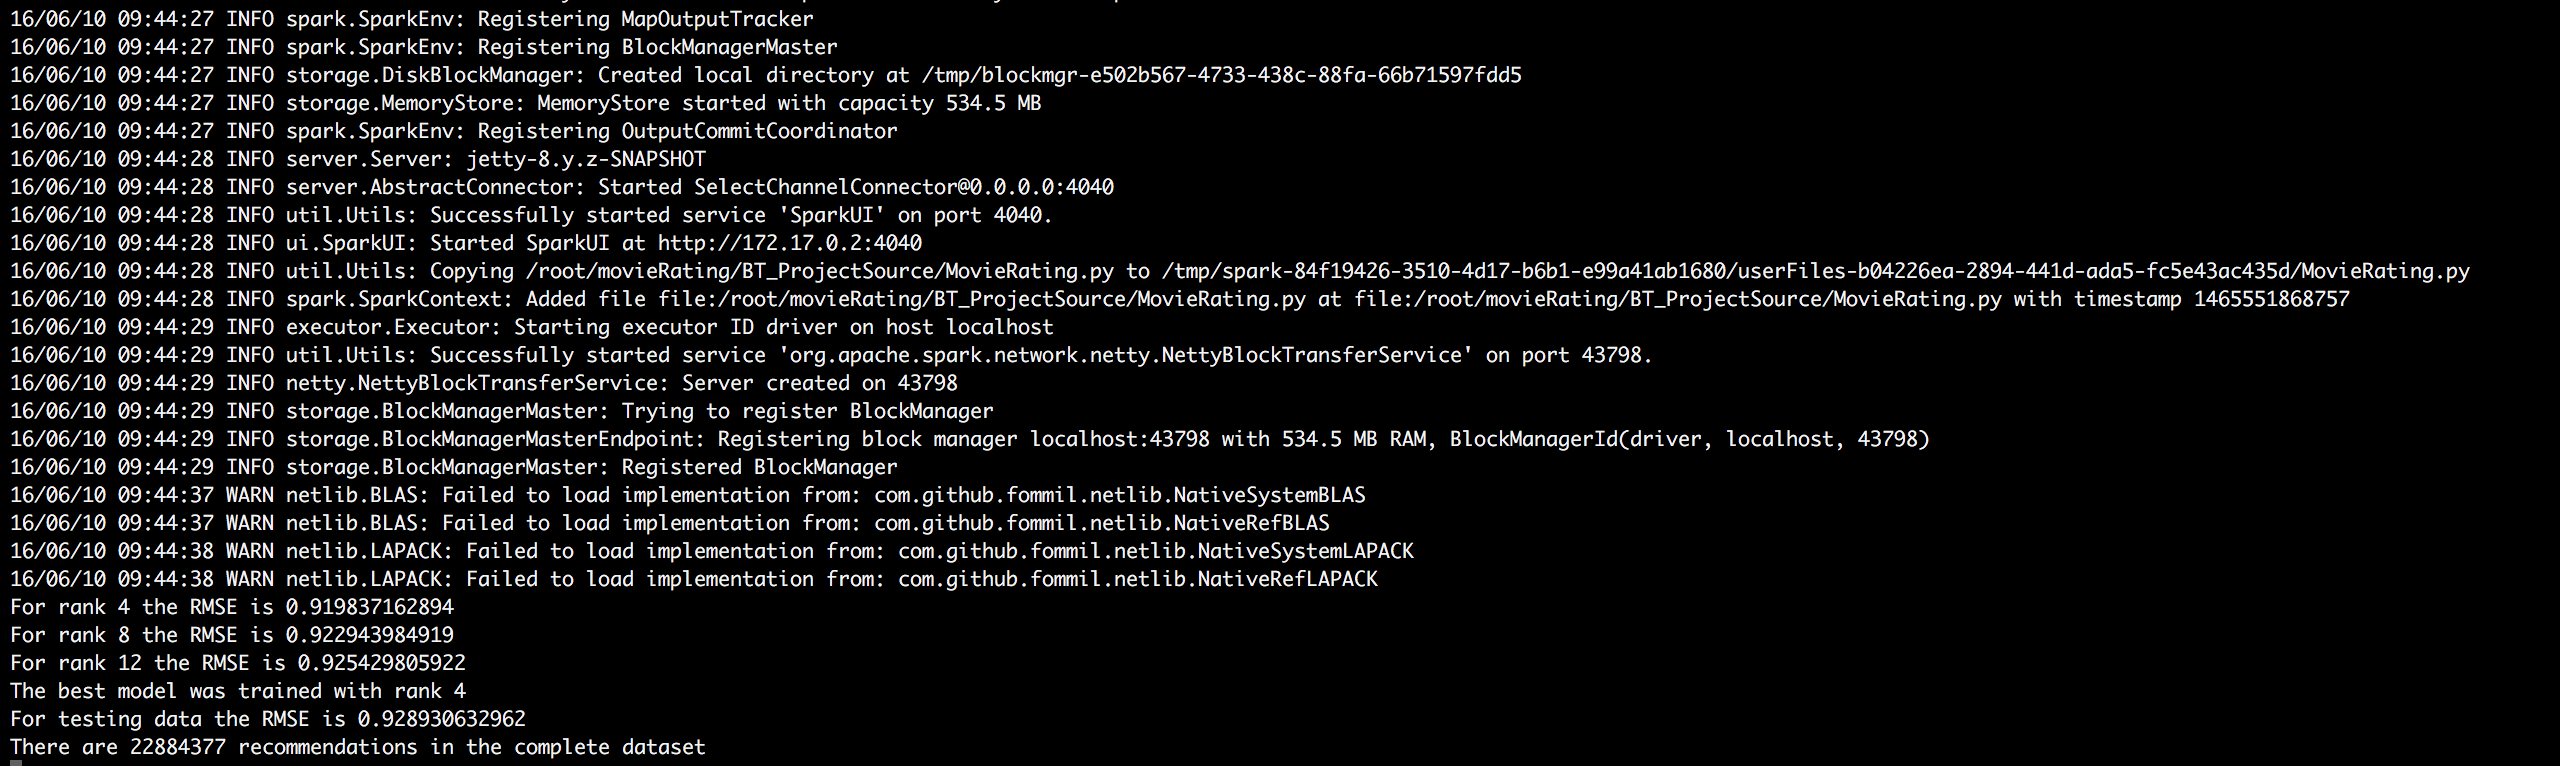 16/06/10 09:44:27 INFO spark.SparkEnv: Registering MapOutputTracker
16/06/10 09:44:27 INFO spark.SparkEnv: Registering BlockManagerMaster
16/06/10 09:44:27 INFO storage.DiskBlockManager: Created local directory at /tmp/blockmgr-e502b567-4733-438c-88fa-66b71597fdd5
16/06/10 09:44:27 INFO storage.MemoryStore: MemoryStore started with capacity 534.5 MB
16/06/10 09:44:27 INFO spark.SparkEnv: Registering OutputCommitCoordinator
16/06/10 09:44:28 INFO server.Server: jetty-8.y.z-SNAPSHOT
16/06/10 09:44:28 INFO server.AbstractConnector: Started SelectChannelConnector@0.0.0.0:4040
16/06/10 09:44:28 INFO util.Utils: Successfully started service 'SparkUI' on port 4040.
16/06/10 09:44:28 INFO ui.SparkUI: Started SparkUI at http://172.17.0.2:4040
16/06/10 09:44:28 INFO util.Utils: Copying /root/movieRating/BT_ProjectSource/MovieRating.py to /tmp/spark-84f19426-3510-4d17-b6b1-e99a41ab1680/userFiles-b04226ea-2894-441d-ada5-fc5e43ac435d/MovieRating.py
16/06/10 09:44:28 INFO spark.SparkContext: Added file file:/root/movieRating/BT_ProjectSource/MovieRating.py at file:/root/movieRating/BT_ProjectSource/MovieRating.py with timestamp 1465551868757
16/06/10 09:44:29 INFO executor.Executor: Starting executor ID driver on host localhost
16/06/10 09:44:29 INFO util.Utils: Successfully started service 'org.apache.spark.network.netty.NettyBlockTransferService' on port 43798.
16/06/10 09:44:29 INFO netty.NettyBlockTransferService: Server created on 43798
16/06/10 09:44:29 INFO storage.BlockManagerMaster: Trying to register BlockManager
16/06/10 09:44:29 INFO storage.BlockManagerMasterEndpoint: Registering block manager localhost:43798 with 534.5 MB RAM, BlockManagerId(driver, localhost, 43798)
16/06/10 09:44:29 INFO storage.BlockManagerMaster: Registered BlockManager
16/06/10 09:44:37 WARN netlib.BLAS: Failed to load implementation from: com.github.fommil.netlib.NativeSystemBLAS
16/06/10 09:44:37 WARN netlib.BLAS: Failed to load implementation from: com.github.fommil.netlib.NativeRefBLAS
16/06/10 09:44:38 WARN netlib.LAPACK: Failed to load implementation from: com.github.fommil.netlib.NativeSystemLAPACK
16/06/10 09:44:38 WARN netlib.LAPACK: Failed to load implementation from: com.github.fommil.netlib.NativeRefLAPACK
For rank 4 the RMSE is 0.919837162894
For rank 8 the RMSE is 0.922943984919
For rank 12 the RMSE is 0.925429805922
The best model was trained with rank 4
For testing data the RMSE is 0.928930632962
There are 22884377 recommendations in the complete dataset